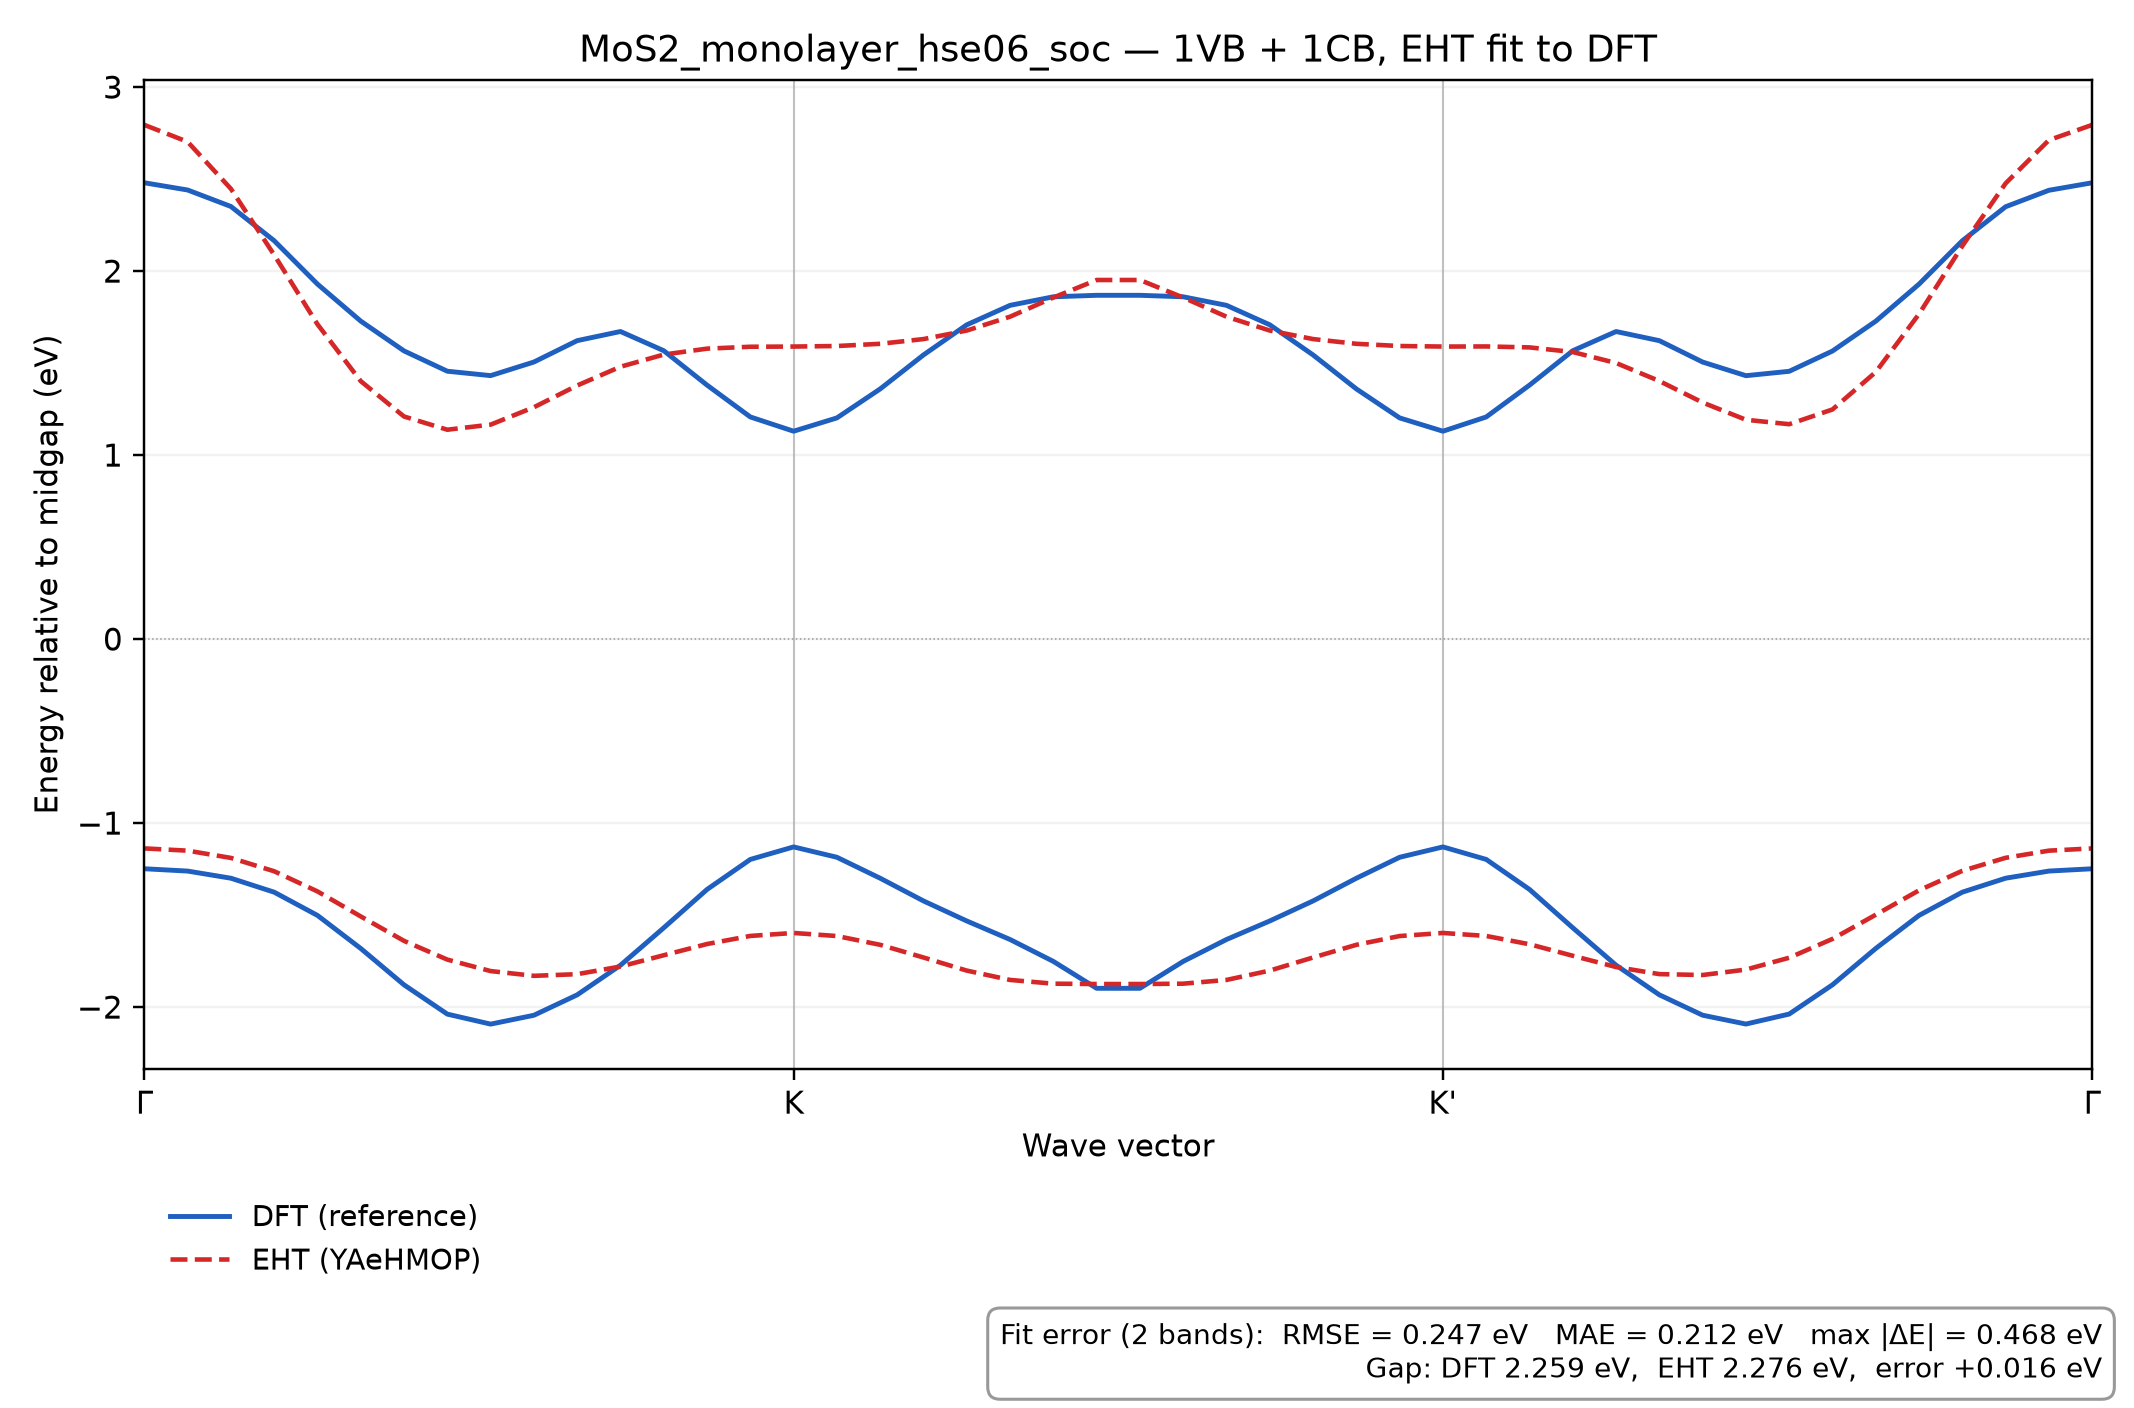 MoS2_monolayer_hse06_soc — 1VB + 1CB, EHT fit to DFT
Energy relative to midgap (eV)
3
2
1
0
−1
−2
Γ K K' Γ
Wave vector
DFT (reference)
EHT (YAeHMOP)
Fit error (2 bands): RMSE = 0.247 eV MAE = 0.212 eV max |ΔE| = 0.468 eV
Gap: DFT 2.259 eV, EHT 2.276 eV, error +0.016 eV